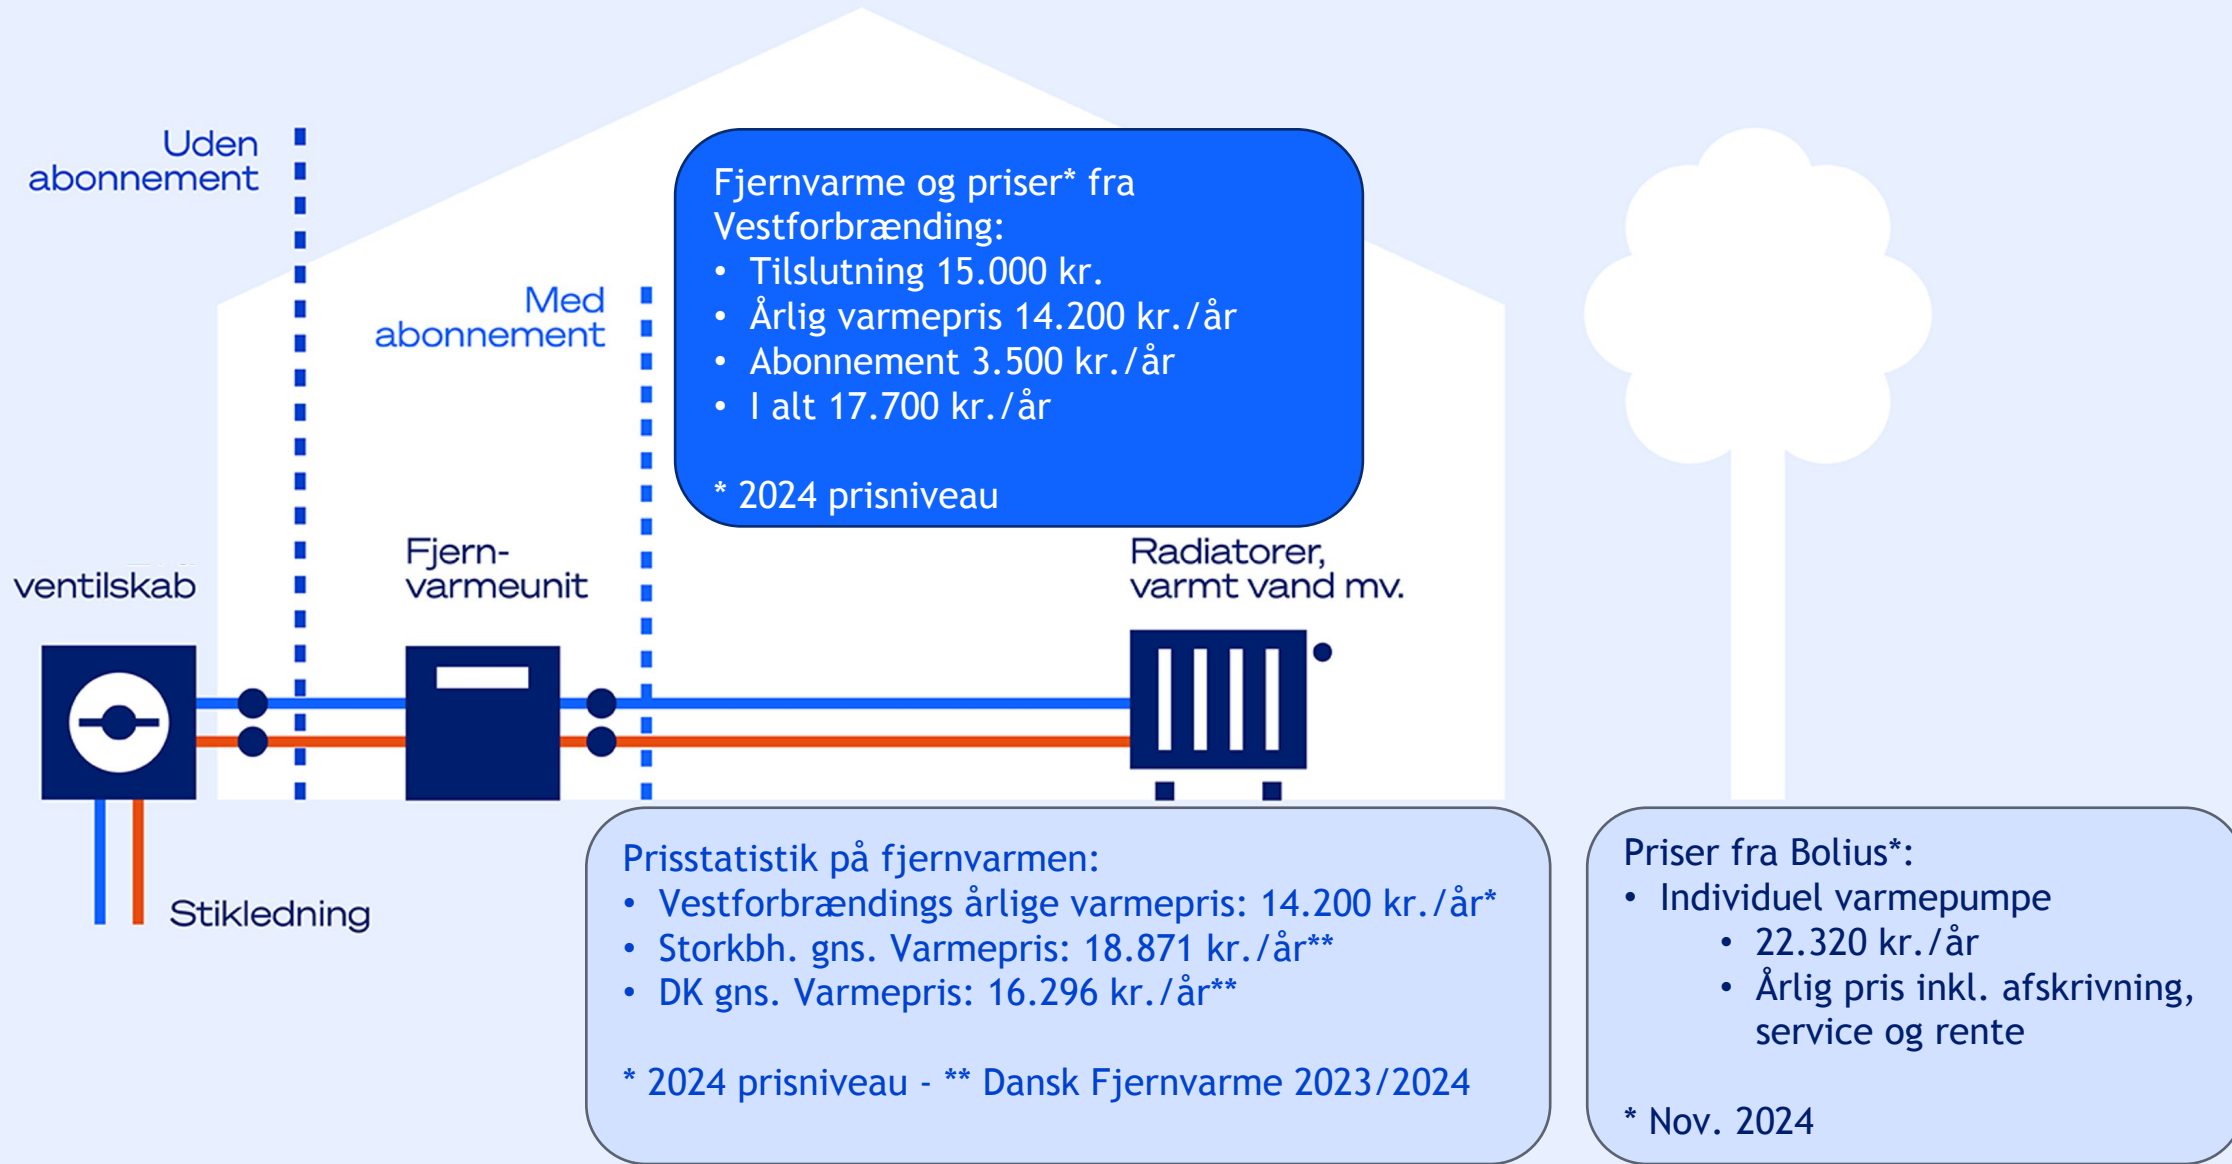 Uden
abonnement
Med
abonnement
Fjernvarme og priser* fra
Vestforbrænding:
• Tilslutning 15.000 kr.
• Årlig varmepris 14.200 kr./år
• Abonnement 3.500 kr./år
• I alt 17.700 kr./år
* 2024 prisniveau
ventilskab
Fjern-
varmeunit
Radiatorer,
varmt vand mv.
Stikledning
Prisstatistik på fjernvarmen:
• Vestforbrændings årlige varmepris: 14.200 kr./år*
• Storkbh. gns. Varmepris: 18.871 kr./år**
• DK gns. Varmepris: 16.296 kr./år**
* 2024 prisniveau - ** Dansk Fjernvarme 2023/2024
Priser fra Bolius*:
• Individuel varmepumpe
• 22.320 kr./år
• Årlig pris inkl. afskrivning,
service og rente
* Nov. 2024